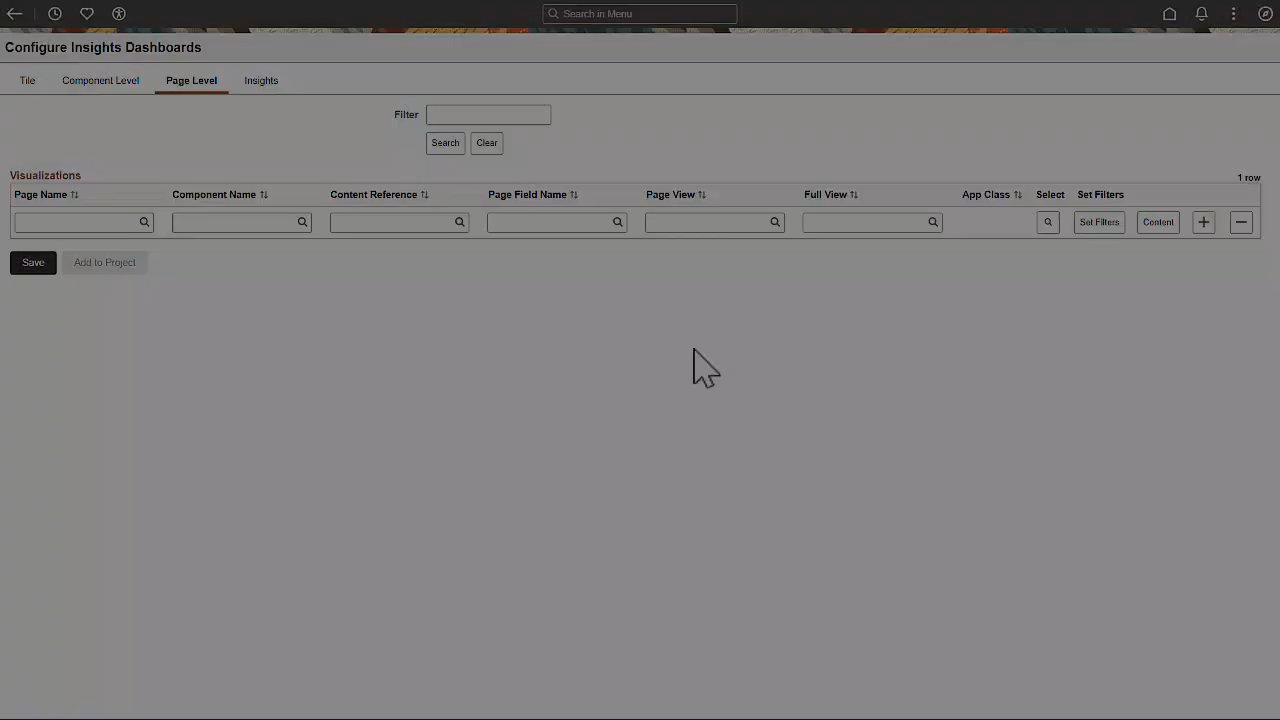 Search in Menu
Configure Insights Dashboards
Tile Component Level Page Level Insights
Filter
Search Clear
Visualizations
1 row
Page Name Component Name Content Reference Page Field Name Page View Full View App Class Select Set Filters
Set Filters Content
Save Add to Project